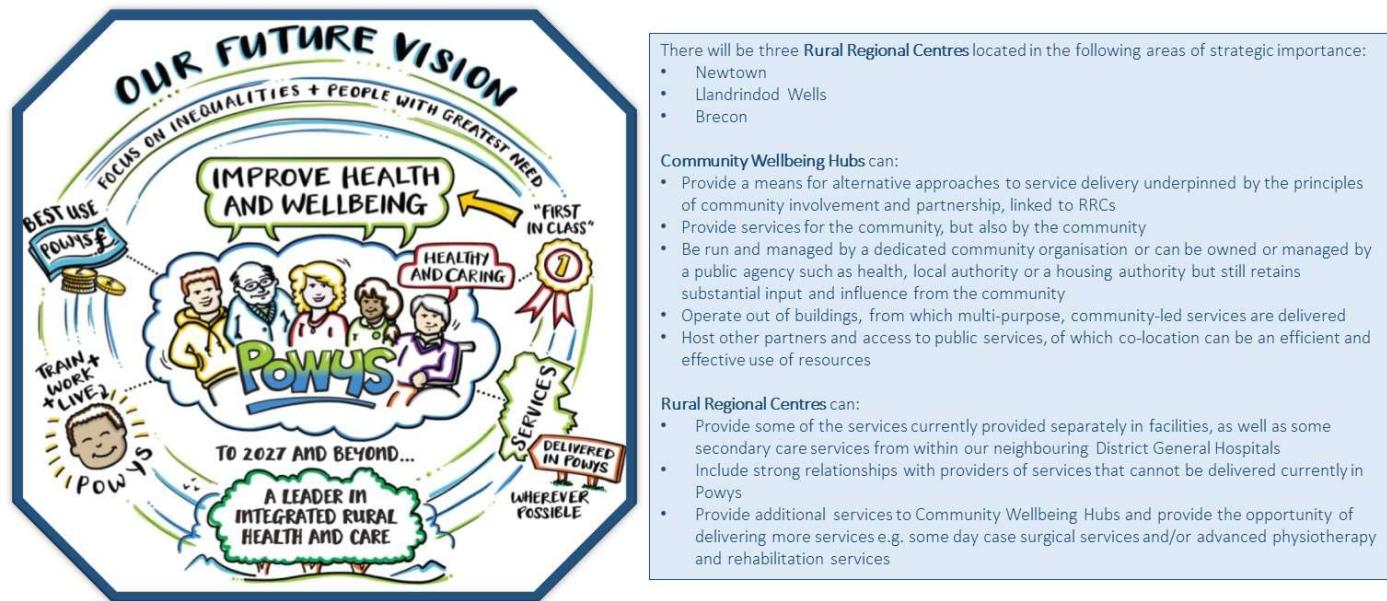 OUR FUTURE VISION
FOCUS ON INEQUALITIES + PEOPLE WITH GREATEST NEED
IMPROVE HEALTH
AND WELLBEING
"FIRST
IN CLASS"
1
BEST USE
POWYS £
HEALTHY
AND CARING
POWYS
TRAIN +
WORK
+ LIVE
POWYS
SERVICES
DELIVERED
IN POWYS
WHEREVER
POSSIBLE
TO 2027 AND BEYOND...
A LEADER IN
INTEGRATED RURAL
HEALTH AND CARE
There will be three Rural Regional Centres located in the following areas of strategic importance:
• Newtown
• Llandrindod Wells
• Brecon
Community Wellbeing Hubs can:
• Provide a means for alternative approaches to service delivery underpinned by the principles
of community involvement and partnership, linked to RRCs
• Provide services for the community, but also by the community
• Be run and managed by a dedicated community organisation or can be owned or managed by
a public agency such as health, local authority or a housing authority but still retains
substantial input and influence from the community
• Operate out of buildings, from which multi-purpose, community-led services are delivered
• Host other partners and access to public services, of which co-location can be an efficient and
effective use of resources
Rural Regional Centres can:
• Provide some of the services currently provided separately in facilities, as well as some
secondary care services from within our neighbouring District General Hospitals
• Include strong relationships with providers of services that cannot be delivered currently in
Powys
• Provide additional services to Community Wellbeing Hubs and provide the opportunity of
delivering more services e.g. some day case surgical services and/or advanced physiotherapy
and rehabilitation services